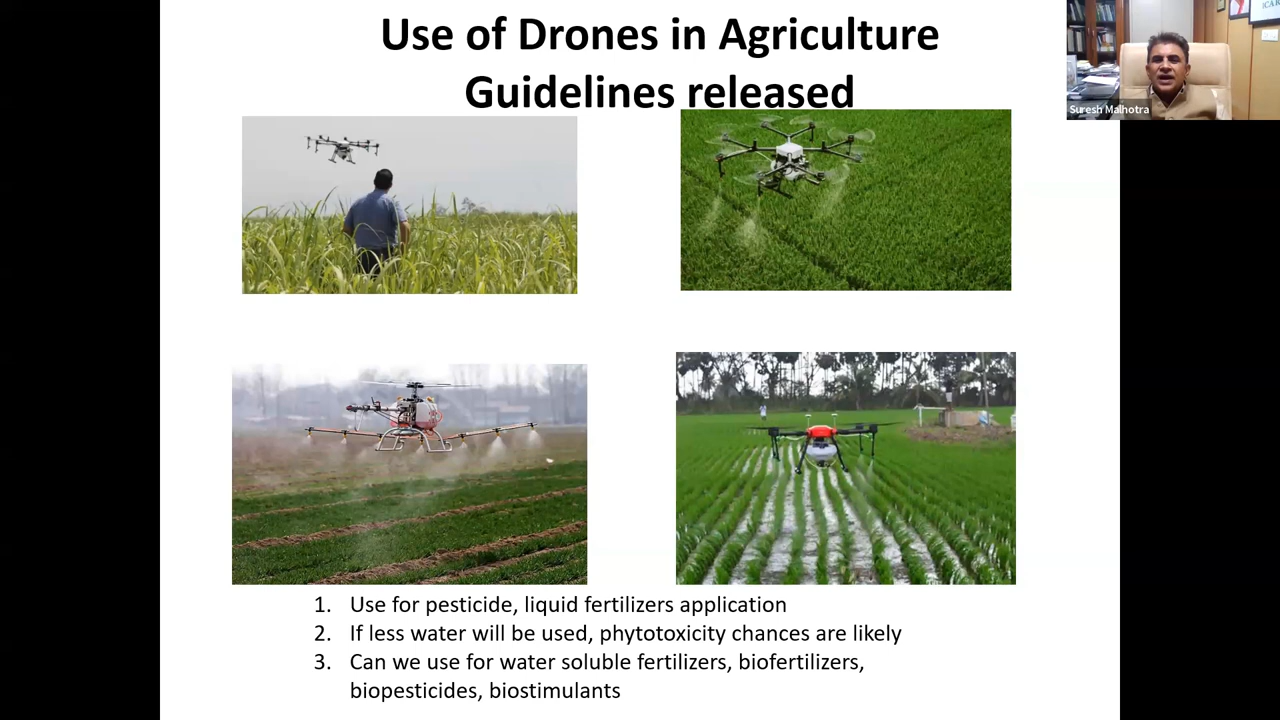 Use of Drones in Agriculture
Guidelines released
ICAR
Suresh Malhotra
1. Use for pesticide, liquid fertilizers application
2. If less water will be used, phytotoxicity chances are likely
3. Can we use for water soluble fertilizers, biofertilizers,
biopesticides, biostimulants